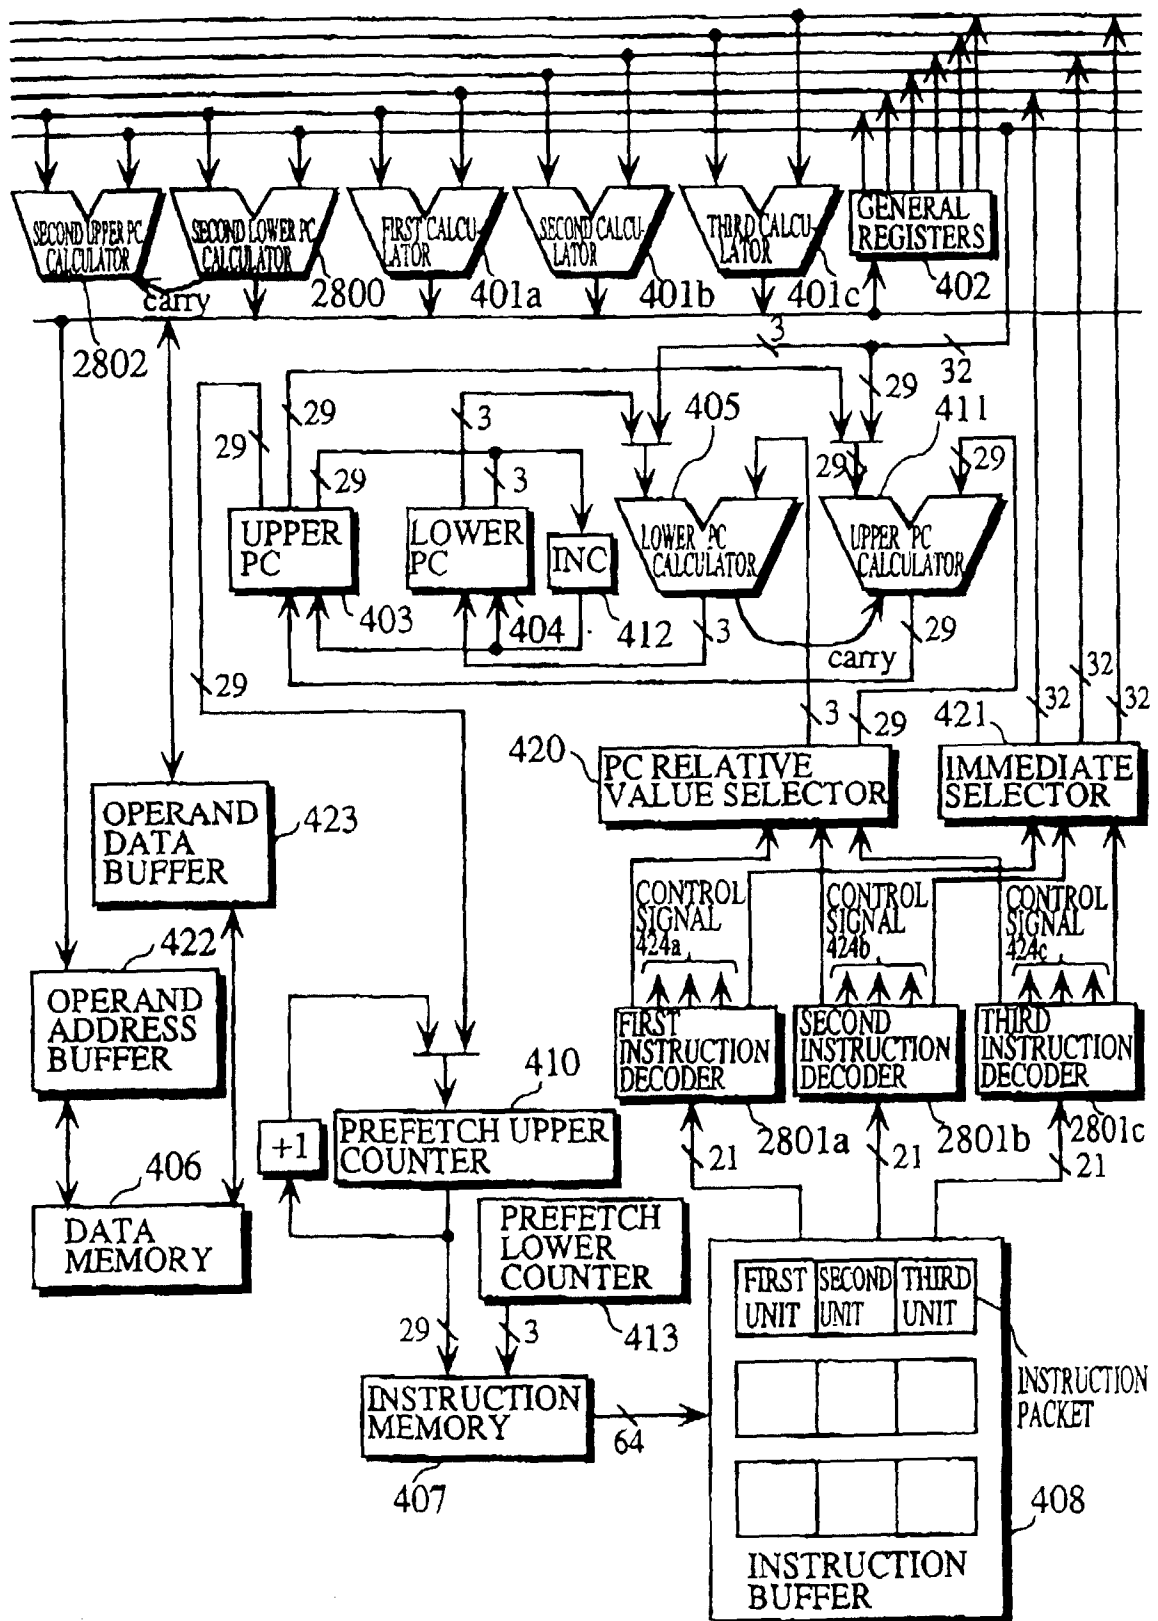 SECOND UPPER PC
CALCULATOR
SECOND LOWER PC
CALCULATOR
FIRST CALCU-
LATOR
SECOND CALCU-
LATOR
THIRD CALCU-
LATOR
GENERAL
REGISTERS
carry
2802
2800
401a
401b
401c
402
3
32
29
29
29
3
29
3
405
29
411
29
UPPER
PC
LOWER
PC
INC
LOWER PC
CALCULATOR
UPPER PC
CALCULATOR
403
404
412
3
29
carry
29
3
29
32
32
32
420
421
PC RELATIVE
VALUE SELECTOR
IMMEDIATE
SELECTOR
OPERAND
DATA
BUFFER
423
CONTROL
SIGNAL
424a
CONTROL
SIGNAL
424b
CONTROL
SIGNAL
424c
422
OPERAND
ADDRESS
BUFFER
FIRST
INSTRUCTION
DECODER
SECOND
INSTRUCTION
DECODER
THIRD
INSTRUCTION
DECODER
410
2801a
2801b
2801c
+1
PREFETCH UPPER
COUNTER
21
21
21
406
DATA
MEMORY
PREFETCH
LOWER
COUNTER
413
29
3
FIRST
UNIT
SECOND
UNIT
THIRD
UNIT
INSTRUCTION
PACKET
INSTRUCTION
MEMORY
64
407
408
INSTRUCTION
BUFFER